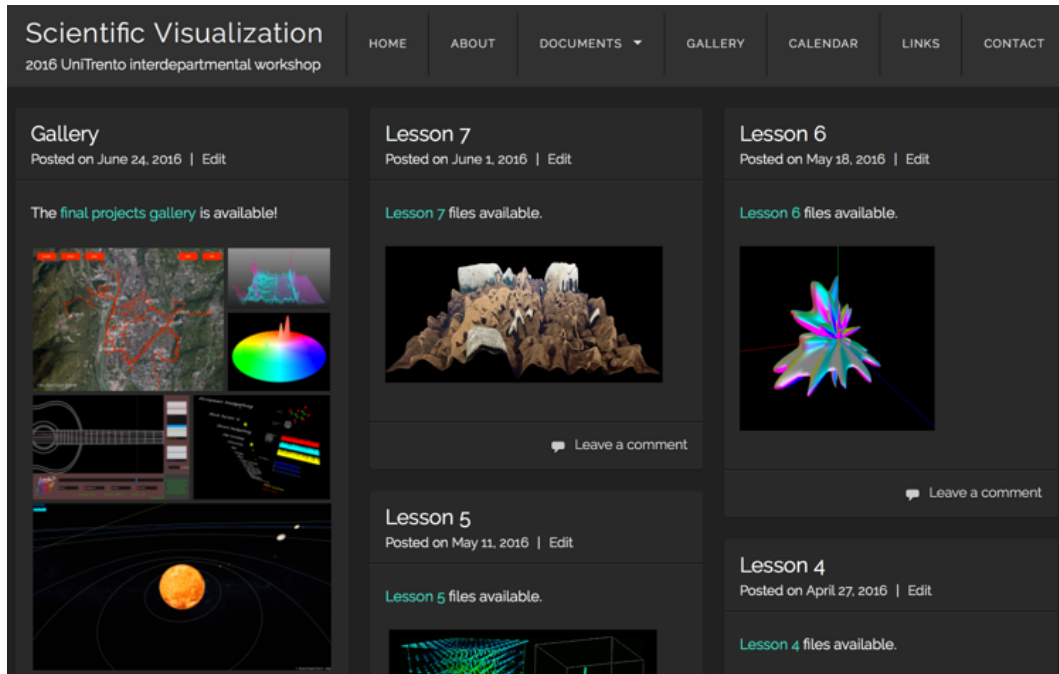 Scientific Visualization
2016 UniTrento interdepartmental workshop
HOME
ABOUT
DOCUMENTS
GALLERY
CALENDAR
LINKS
CONTACT
Gallery
Posted on June 24, 2016 | Edit
The final projects gallery is available!
Lesson 7
Posted on June 1, 2016 | Edit
Lesson 7 files available.
Leave a comment
Lesson 6
Posted on May 18, 2016 | Edit
Lesson 6 files available.
Leave a comment
Lesson 5
Posted on May 11, 2016 | Edit
Lesson 5 files available.
Lesson 4
Posted on April 27, 2016 | Edit
Lesson 4 files available.